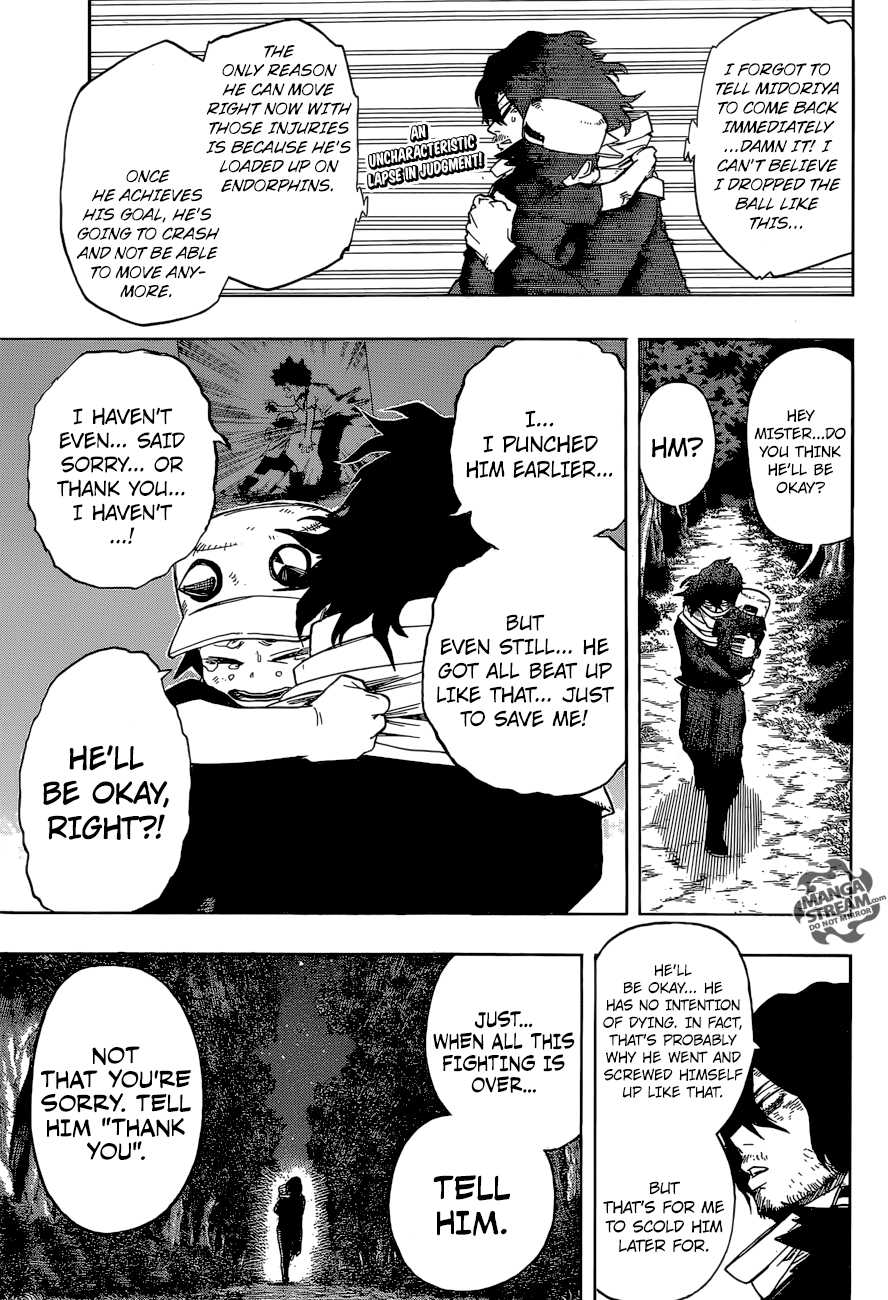 I FORGOT TO
TELL MIDORIYA
TO COME BACK
IMMEDIATELY
...DAMN IT! I
CAN'T BELIEVE
I DROPPED THE
BALL LIKE
THIS...
AN
UNCHARACTERISTIC
LAPSE IN JUDGMENT!
THE
ONLY REASON
HE CAN MOVE
RIGHT NOW WITH
THOSE INJURIES
IS BECAUSE HE'S
LOADED UP ON
ENDORPHINS.
ONCE
HE ACHIEVES
HIS GOAL, HE'S
GOING TO CRASH
AND NOT BE ABLE
TO MOVE ANY-
MORE.
HEY
MISTER...DO
YOU THINK
HE'LL BE
OKAY?
HM?
I...
I PUNCHED
HIM EARLIER...
BUT
EVEN STILL... HE
GOT ALL BEAT UP
LIKE THAT... JUST
TO SAVE ME!
I HAVEN'T
EVEN... SAID
SORRY... OR
THANK YOU...
I HAVEN'T
...!
HE'LL
BE OKAY,
RIGHT?!
MANGA
STREAM.com
DO NOT MIRROR
HE'LL
BE OKAY... HE
HAS NO INTENTION
OF DYING. IN FACT,
THAT'S PROBABLY
WHY HE WENT AND
SCREWED HIMSELF
UP LIKE THAT.
BUT
THAT'S FOR ME
TO SCOLD HIM
LATER FOR.
JUST...
WHEN ALL THIS
FIGHTING IS
OVER...
TELL
HIM.
NOT
THAT YOU'RE
SORRY. TELL
HIM "THANK
YOU".